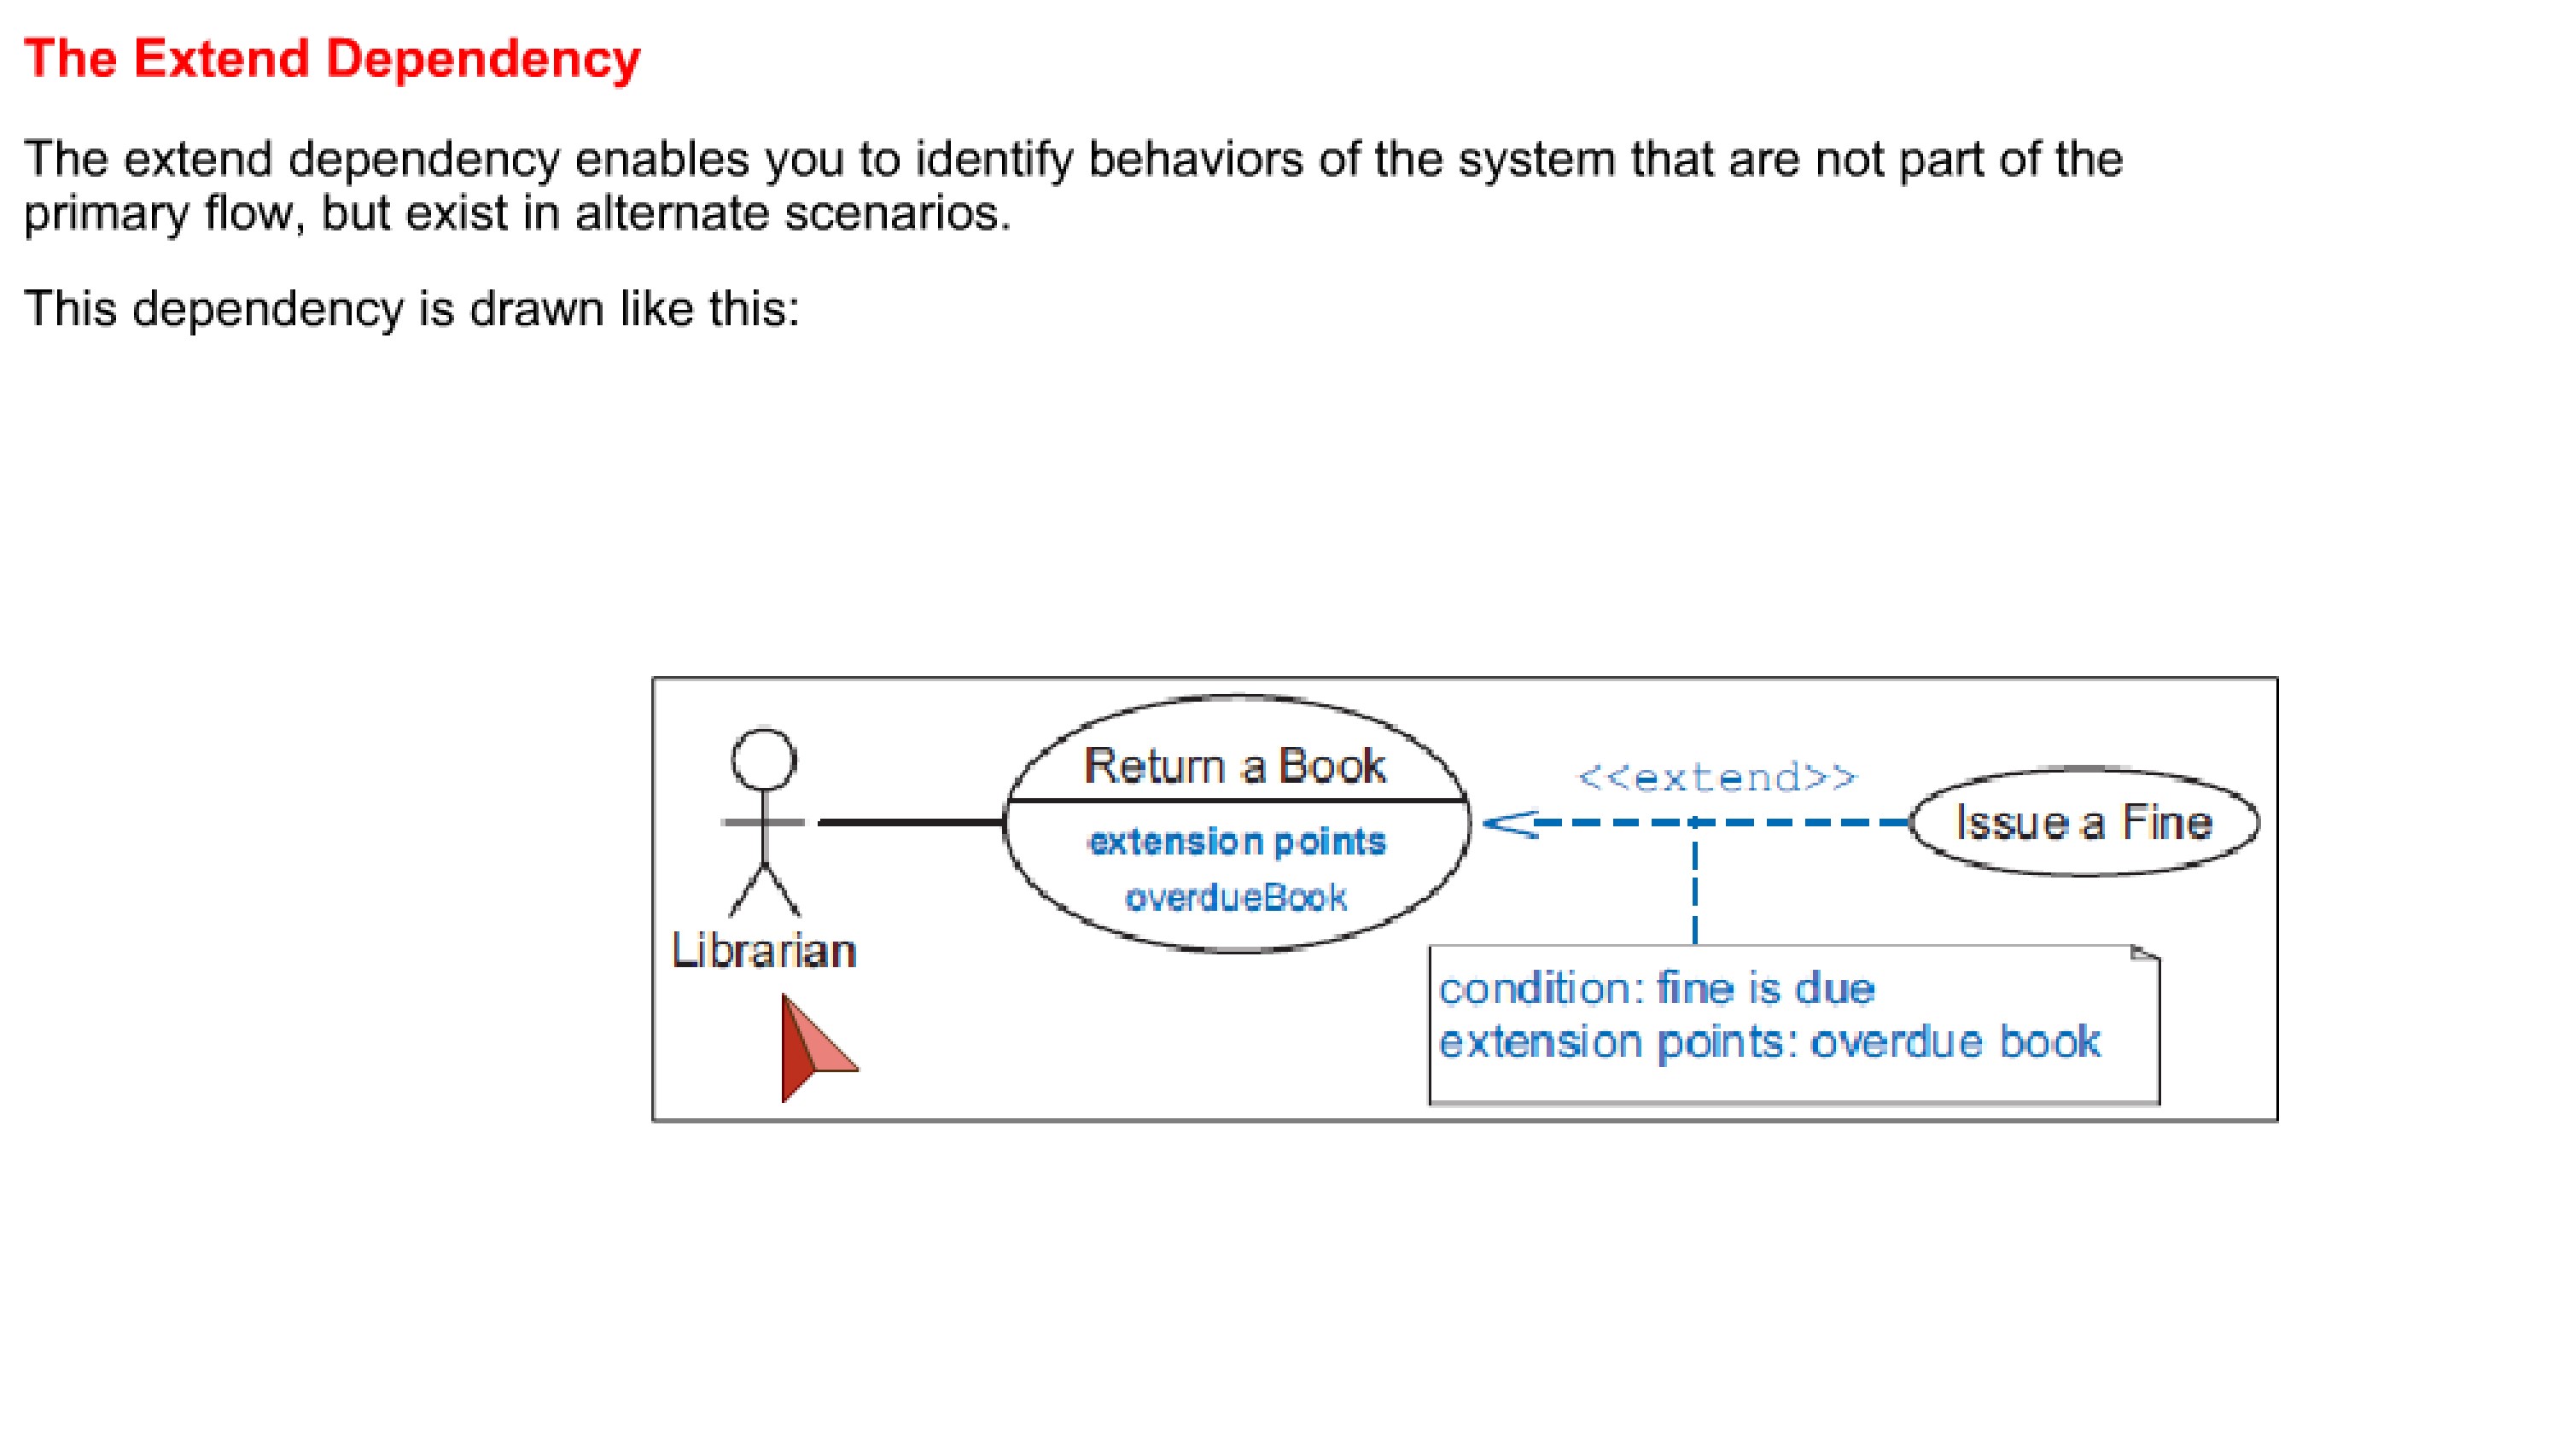 The Extend Dependency
The extend dependency enables you to identify behaviors of the system that are not part of the
primary flow, but exist in alternate scenarios.
This dependency is drawn like this:
Return a Book
extension points
overdueBook
<<extend>>
Issue a Fine
Librarian
condition: fine is due
extension points: overdue book